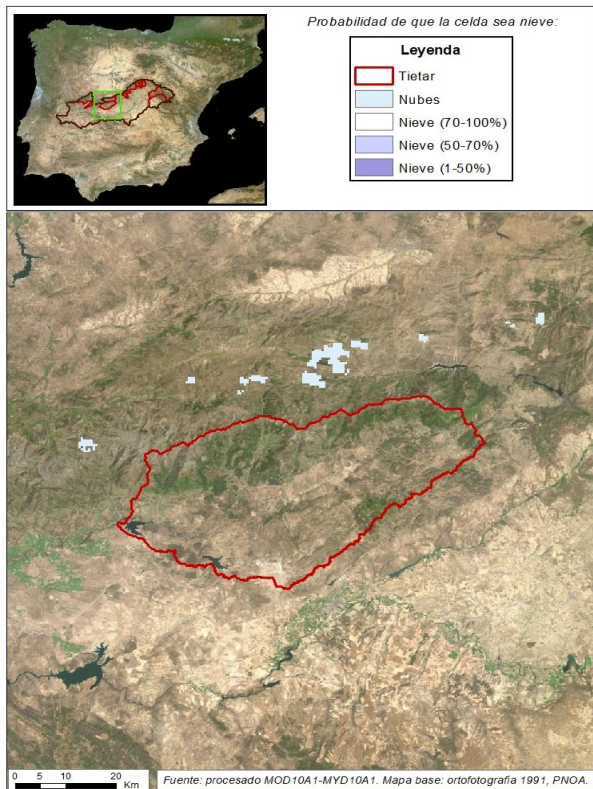 Probabilidad de que la celda sea nieve:
Leyenda
Tietar
Nubes
Nieve (70-100%)
Nieve (50-70%)
Nieve (1-50%)
0 5 10 20
Km
Fuente: procesado MOD10A1-MYD10A1. Mapa base: ortofotografia 1991, PNOA.